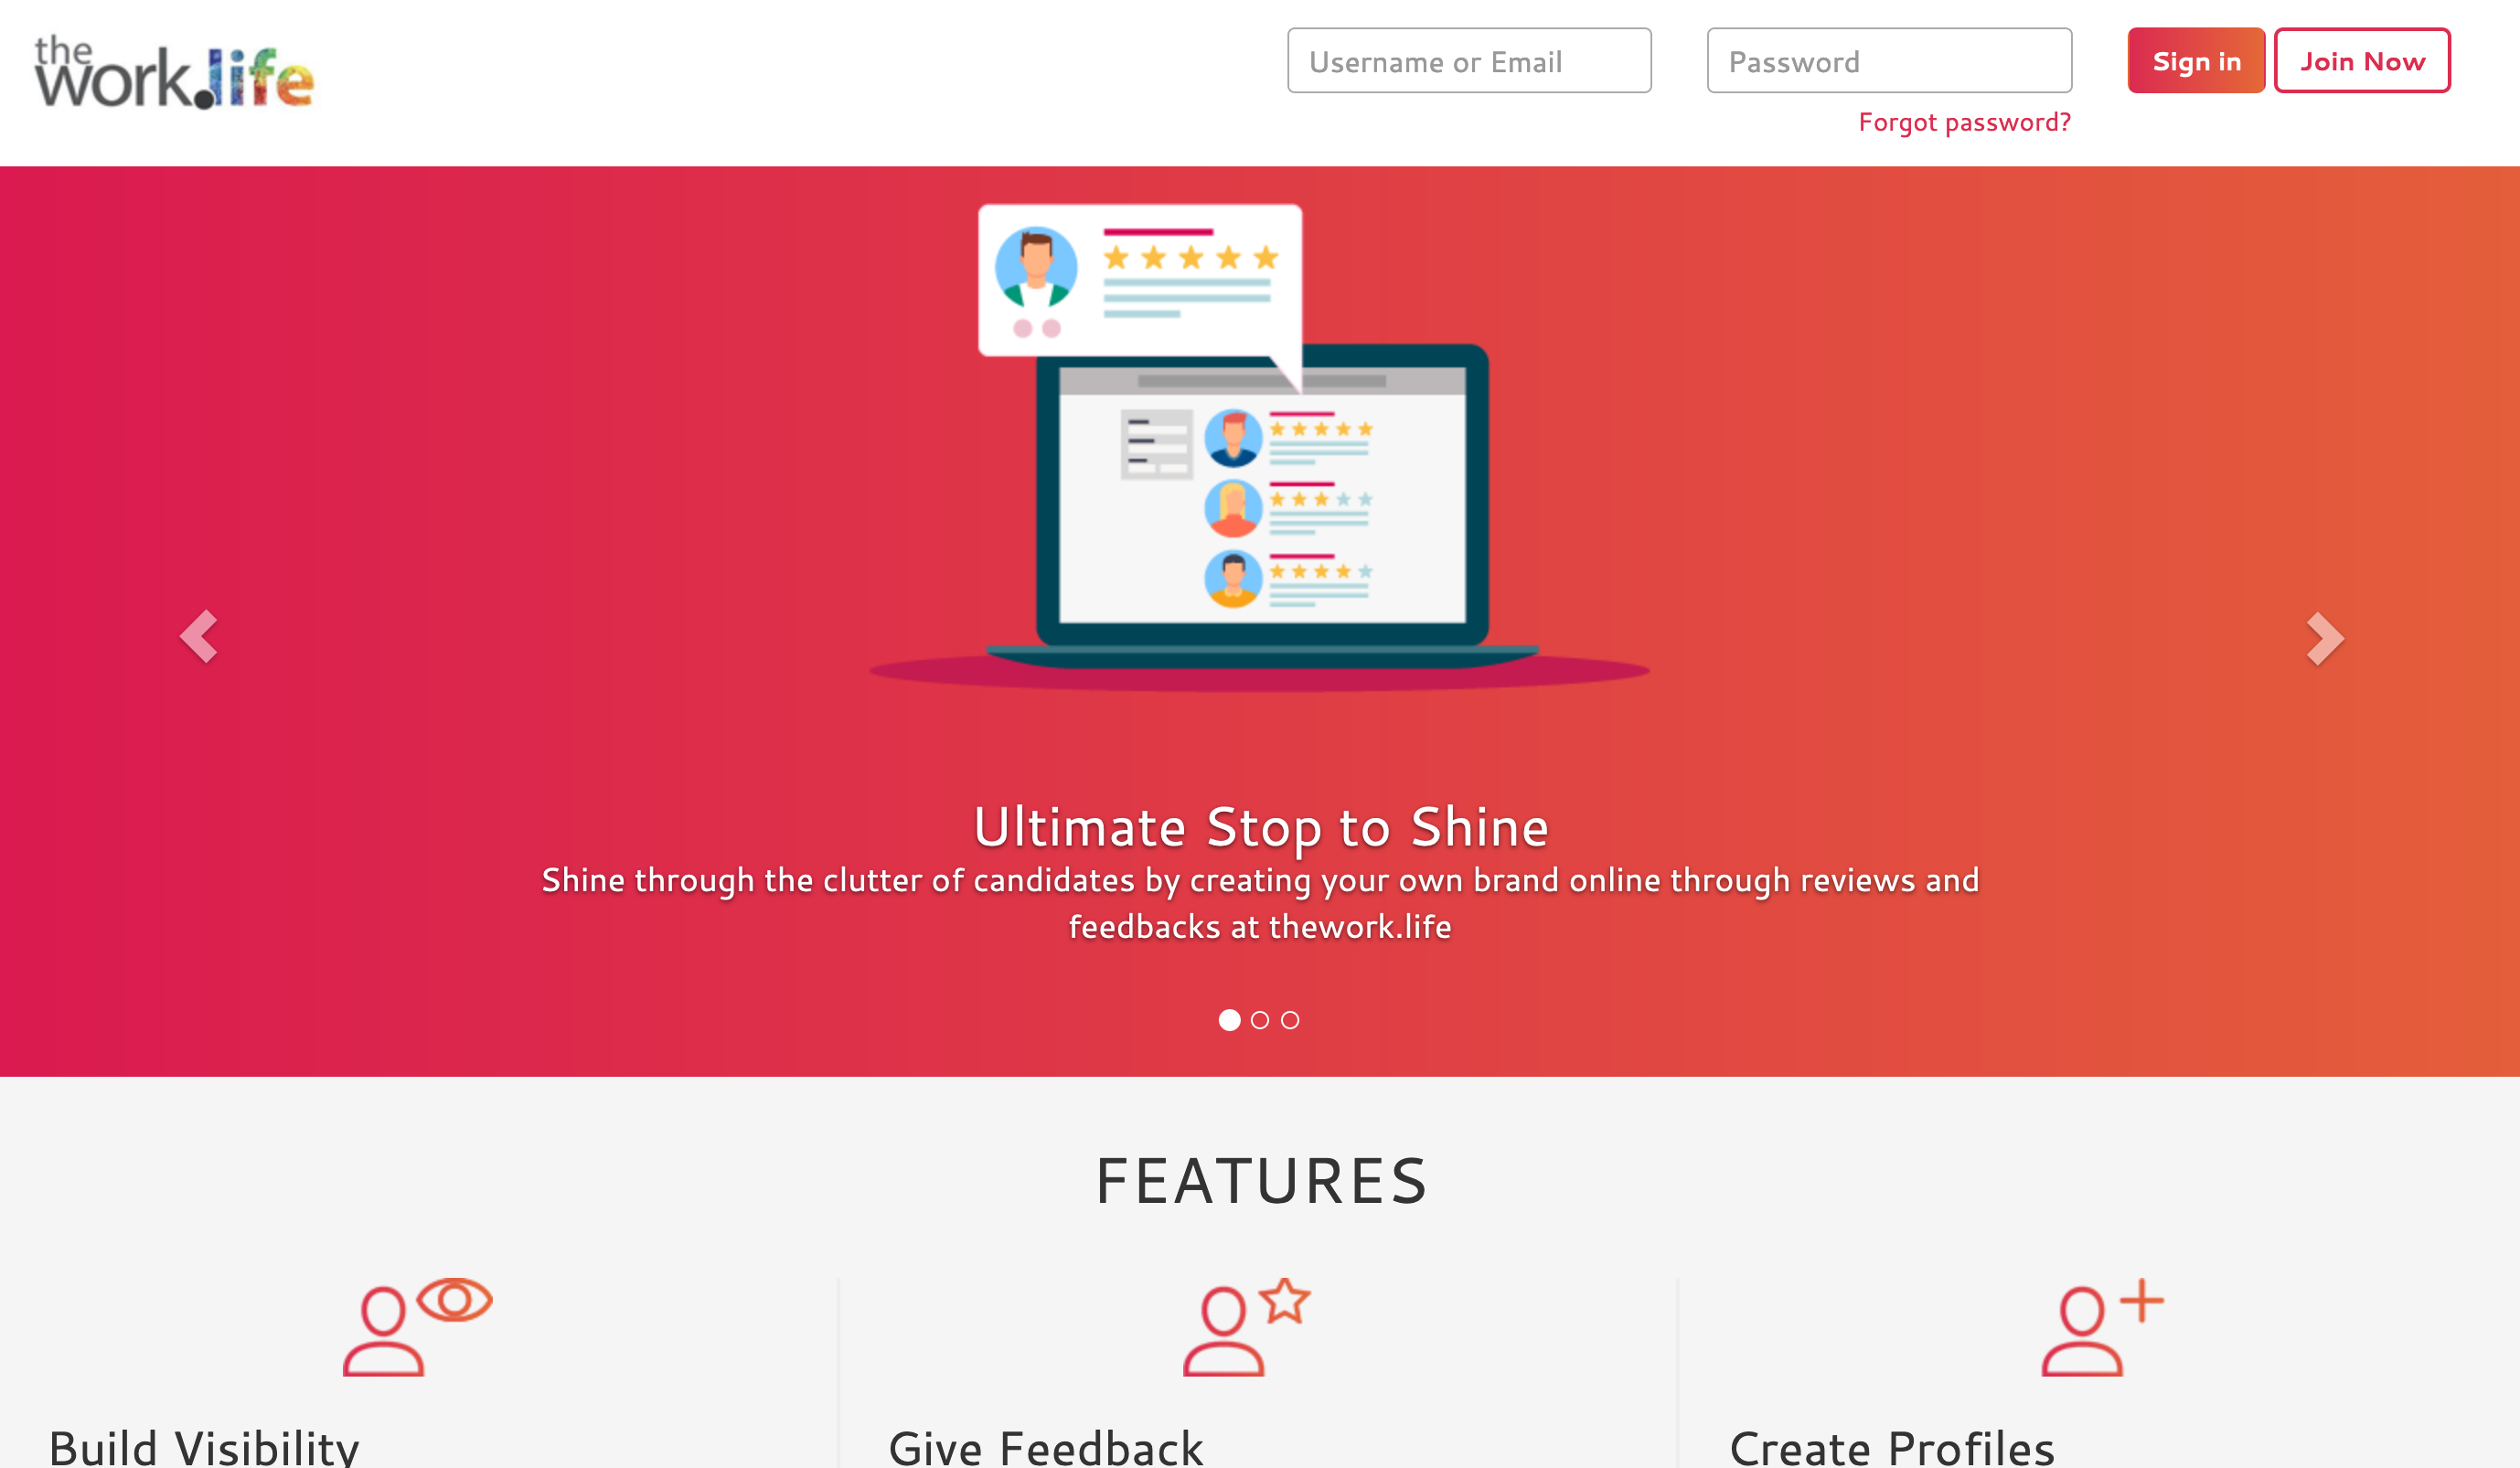 the
work.life
Username or Email
Password
Sign in
Join Now
Forgot password?
Ultimate Stop to Shine
Shine through the clutter of candidates by creating your own brand online through reviews and
feedbacks at thework.life
FEATURES
Build Visibility
Give Feedback
Create Profiles